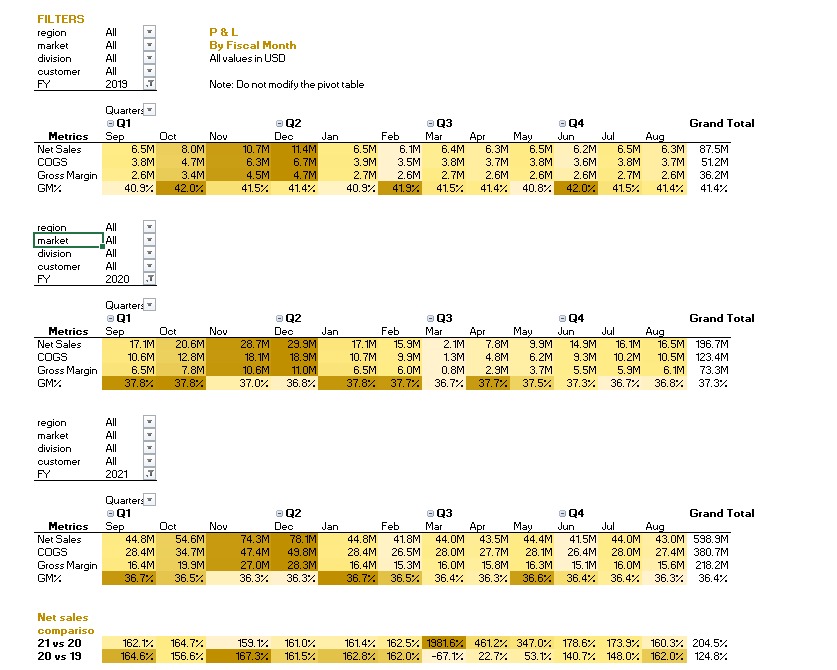 FILTERS
region All
market All
division All
customer All
FY 2019
P & L
By Fiscal Month
All values in USD
Note: Do not modify the pivot table
Quarters
Q1 Q2 Q3 Q4 Grand Total
Metrics Sep Oct Nov Dec Jan Feb Mar Apr May Jun Jul Aug
Net Sales 6.5M 8.0M 10.7M 11.4M 6.5M 6.1M 6.4M 6.3M 6.5M 6.2M 6.5M 6.3M 87.5M
COGS 3.8M 4.7M 6.3M 6.7M 3.9M 3.5M 3.8M 3.7M 3.8M 3.6M 3.8M 3.7M 51.2M
Gross Margin 2.6M 3.4M 4.5M 4.7M 2.7M 2.6M 2.7M 2.6M 2.6M 2.6M 2.7M 2.6M 36.2M
GM% 40.9% 42.0% 41.5% 41.4% 40.9% 41.9% 41.5% 41.4% 40.8% 42.0% 41.5% 41.4% 41.4%
region All
market All
division All
customer All
FY 2020
Quarters
Q1 Q2 Q3 Q4 Grand Total
Metrics Sep Oct Nov Dec Jan Feb Mar Apr May Jun Jul Aug
Net Sales 17.1M 20.6M 28.7M 29.9M 17.1M 15.9M 2.1M 7.8M 9.9M 14.9M 16.1M 16.5M 196.7M
COGS 10.6M 12.8M 18.1M 18.9M 10.7M 9.9M 1.3M 4.8M 6.2M 9.3M 10.2M 10.5M 123.4M
Gross Margin 6.5M 7.8M 10.6M 11.0M 6.5M 6.0M 0.8M 2.9M 3.7M 5.5M 5.9M 6.1M 73.3M
GM% 37.8% 37.8% 37.0% 36.8% 37.8% 37.7% 36.7% 37.7% 37.5% 37.3% 36.7% 36.8% 37.3%
region All
market All
division All
customer All
FY 2021
Quarters
Q1 Q2 Q3 Q4 Grand Total
Metrics Sep Oct Nov Dec Jan Feb Mar Apr May Jun Jul Aug
Net Sales 44.8M 54.6M 74.3M 78.1M 44.8M 41.8M 44.0M 43.5M 44.4M 41.5M 44.0M 43.0M 598.9M
COGS 28.4M 34.7M 47.4M 49.8M 28.4M 26.5M 28.0M 27.7M 28.1M 26.4M 28.0M 27.4M 380.7M
Gross Margin 16.4M 19.9M 27.0M 28.3M 16.4M 15.3M 16.0M 15.8M 16.3M 15.1M 16.0M 15.6M 218.2M
GM% 36.7% 36.5% 36.3% 36.3% 36.7% 36.5% 36.4% 36.3% 36.6% 36.4% 36.4% 36.3% 36.4%
Net sales
compariso
21 vs 20 162.1% 164.7% 159.1% 161.0% 161.4% 162.5% 1981.6% 461.2% 347.0% 178.6% 173.9% 160.3% 204.5%
20 vs 19 164.6% 156.6% 167.3% 161.5% 162.8% 162.0% -67.1% 22.7% 53.1% 140.7% 148.0% 162.0% 124.8%